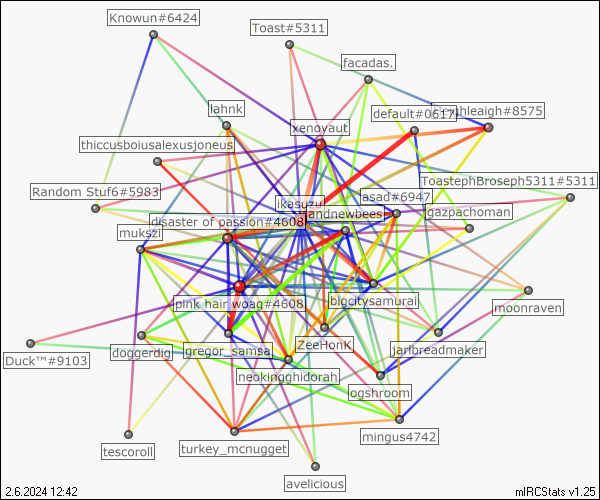 Knowun#6424
Toast#5311
facadas.
lahnk
default#0617
xenoyaut
thiccusboiusalexusjoneus
ToastephBroseph5311#5311
Random Stuf6#5983
ikasuzu
asad#6947
andnewbees
gazpachoman
disaster of passion#4608
mukszi
pink hair woag#4608
bigcitysamurai
moonraven
Duck™#9103
doggerdig
gregor_samsa
ZeeHonK
jarlbreadmaker
neokingghidorah
ogshroom
tescoroll
turkey_mcnugget
mingus4742
avelicious
2.6.2024 12:42
mIRCStats v1.25